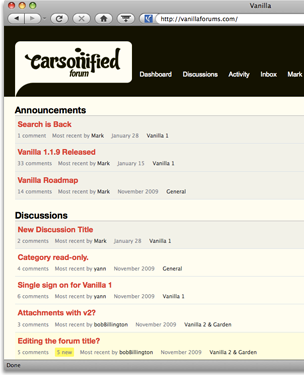 Vanilla
http://vanillaforums.com/
Carsonified
forum
Dashboard Discussions Activity Inbox Mark
Announcements
Search is Back
1 comment Most recent by Mark January 28 Vanilla 1
Vanilla 1.1.9 Released
33 comments Most recent by Mark January 15 Vanilla 1
Vanilla Roadmap
14 comments Most recent by Mark November 2009 General
Discussions
New Discussion Title
2 comments Most recent by Mark January 28 Vanilla 1
Category read-only.
4 comments Most recent by yann November 2009 General
Single sign on for Vanilla 1
6 comments Most recent by yann November 2009 Vanilla 1
Attachments with v2?
3 comments Most recent by bobBillington November 2009 Vanilla 2 & Garden
Editing the forum title?
5 comments 5 new Most recent by bobBillington November 2009 Vanilla 2 & Garden
Done